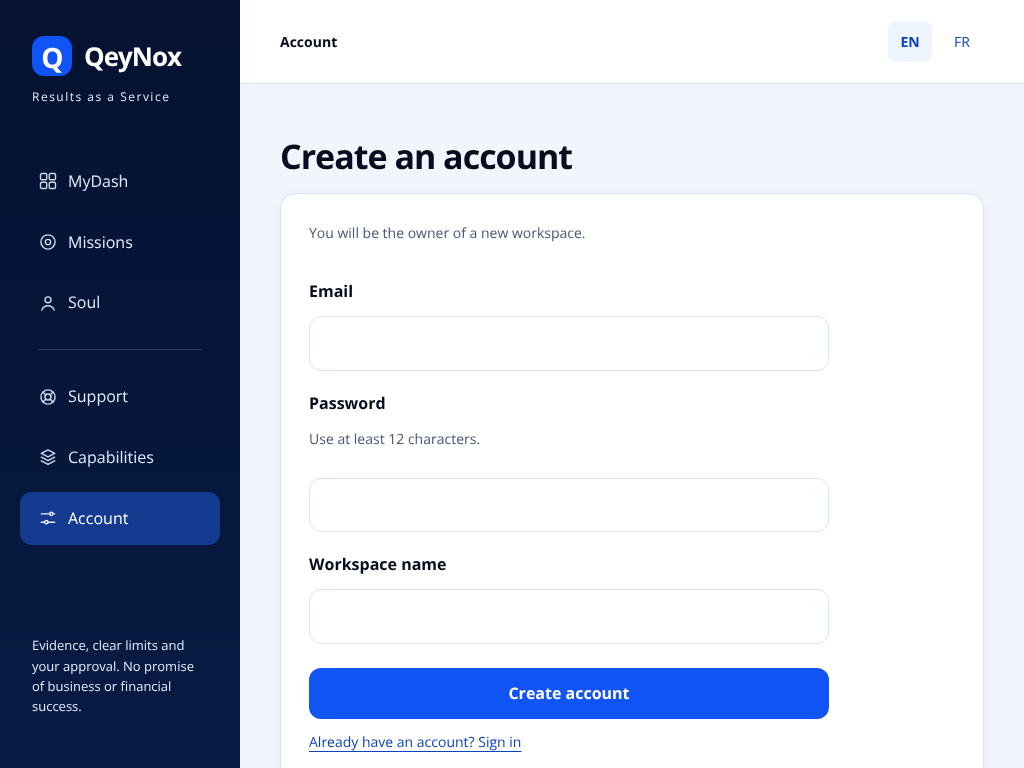 Q QeyNox
Results as a Service
MyDash
Missions
Soul
Support
Capabilities
Account
Evidence, clear limits and
your approval. No promise
of business or financial
success.
Account
EN
FR
Create an account
You will be the owner of a new workspace.
Email
Password
Use at least 12 characters.
Workspace name
Create account
Already have an account? Sign in